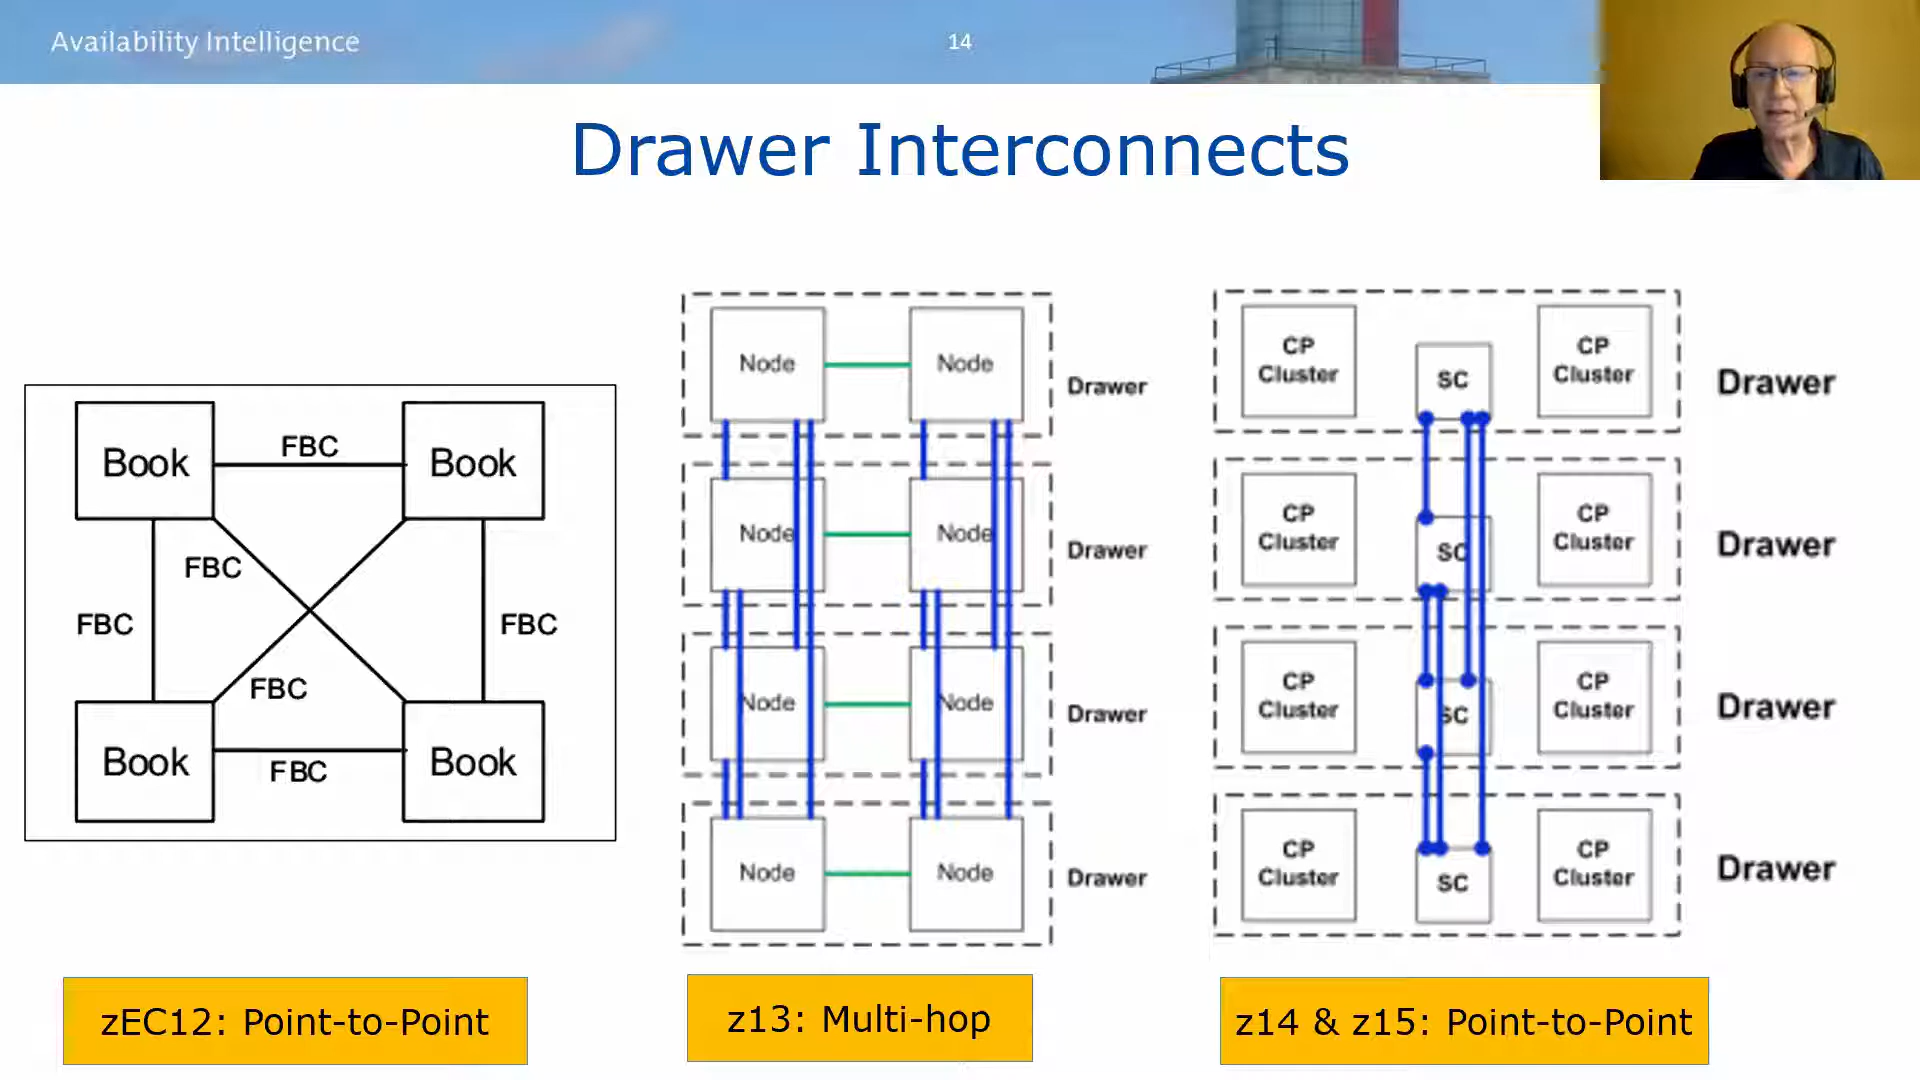 Availability Intelligence
14
Drawer Interconnects
Book
FBC
Book
FBC
FBC
FBC
FBC
Book
FBC
Book
zEC12: Point-to-Point
Node
Node
Drawer
Node
Node
Drawer
Node
Node
Drawer
Node
Node
Drawer
z13: Multi-hop
CP
Cluster
SC
CP
Cluster
Drawer
CP
Cluster
SC
CP
Cluster
Drawer
CP
Cluster
SC
CP
Cluster
Drawer
CP
Cluster
SC
CP
Cluster
Drawer
z14 & z15: Point-to-Point